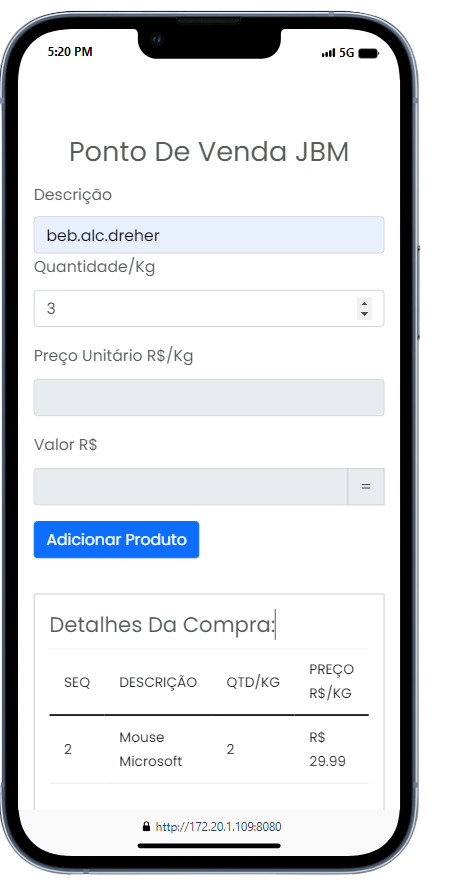 5:20 PM 5G
Ponto De Venda JBM
Descrição
beb.alc.dreher
Quantidade/Kg
3
Preço Unitário R$/Kg
Valor R$
=
Adicionar Produto
Detalhes Da Compra:
SEQ DESCRIÇÃO QTD/KG PREÇO
R$/KG
2 Mouse 2 R$
Microsoft 29.99
http://172.20.1.109:8080